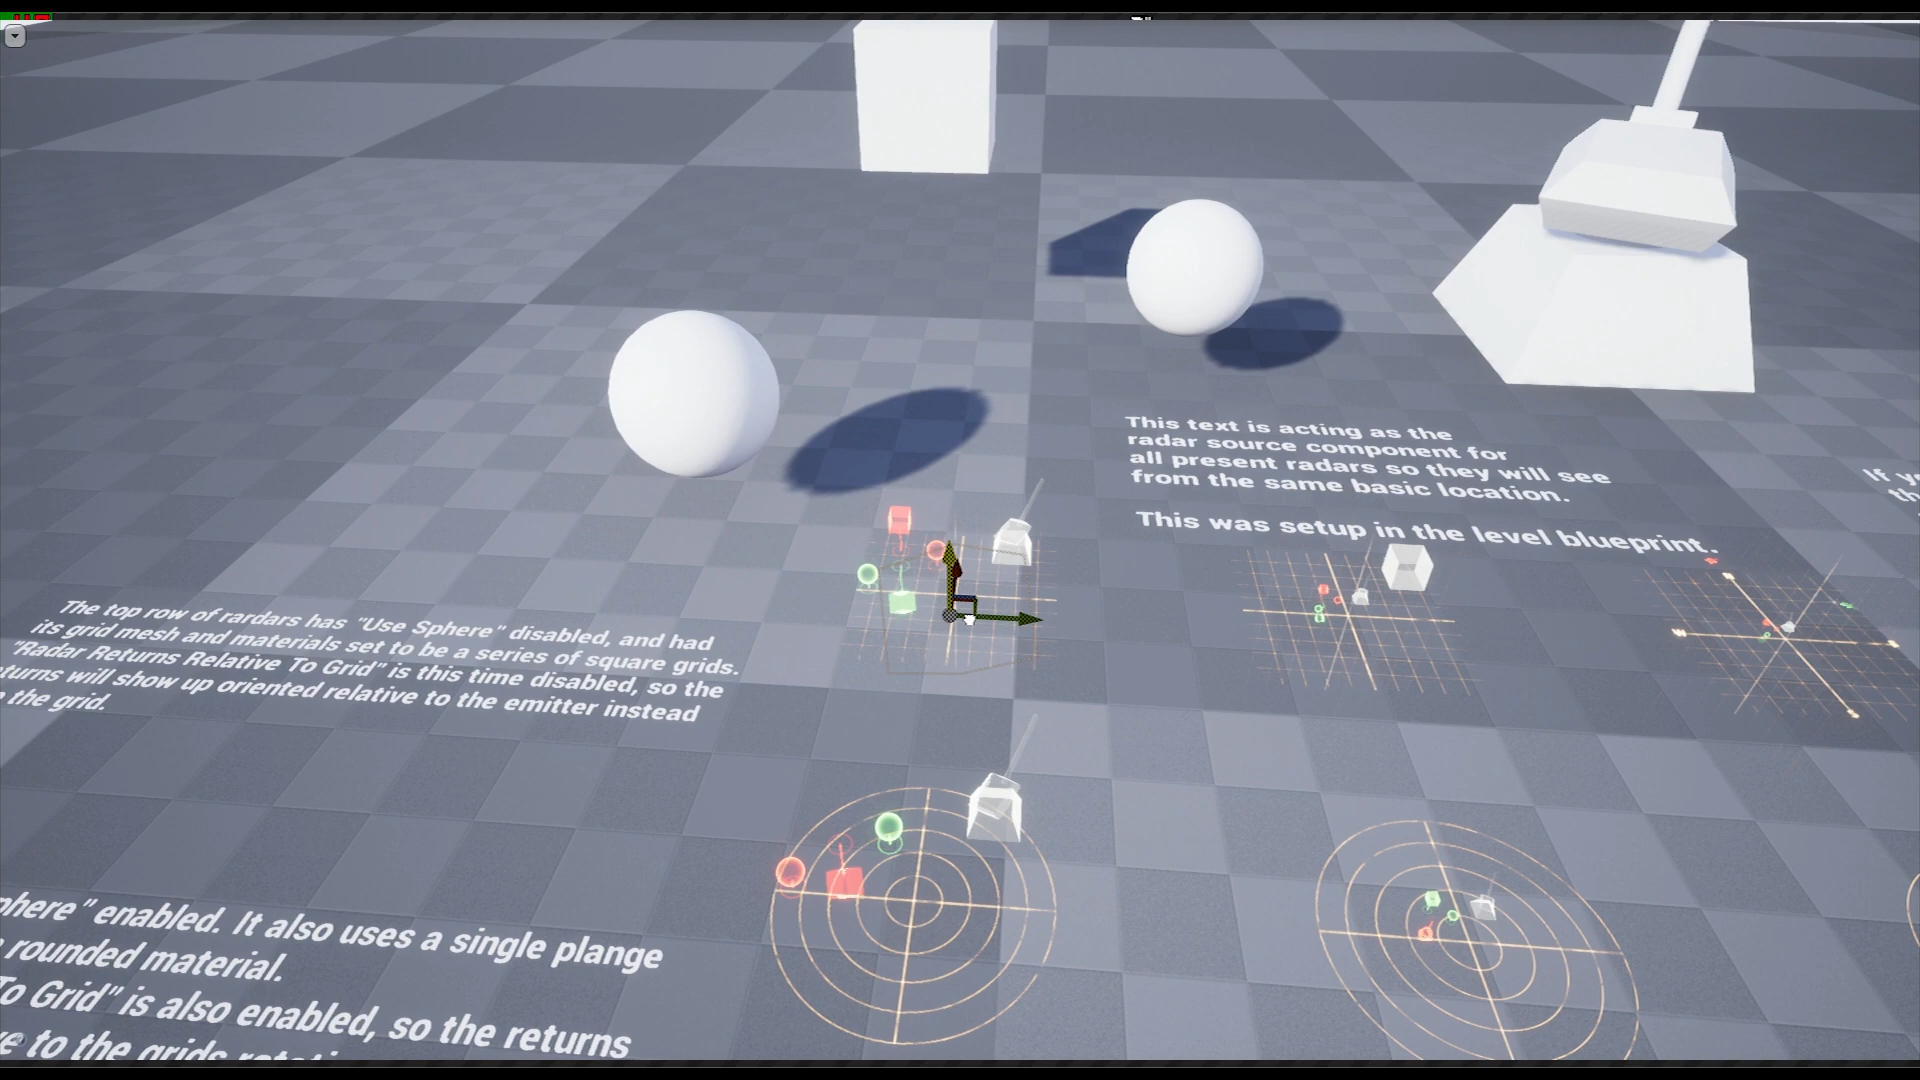 This text is acting as the
radar source component for
all present radars so they will see
from the same basic location.
This was setup in the level blueprint.
If
The top row of rardars has "Use Sphere" disabled, and had
its grid mesh and materials set to be a series of square grids.
"Radar Returns Relative To Grid" is this time disabled, so the
will show up oriented relative to the emitter instead
the grid.
enabled. It also uses a single plange
rounded material.
To Grid" is also enabled, so the returns
to the grids